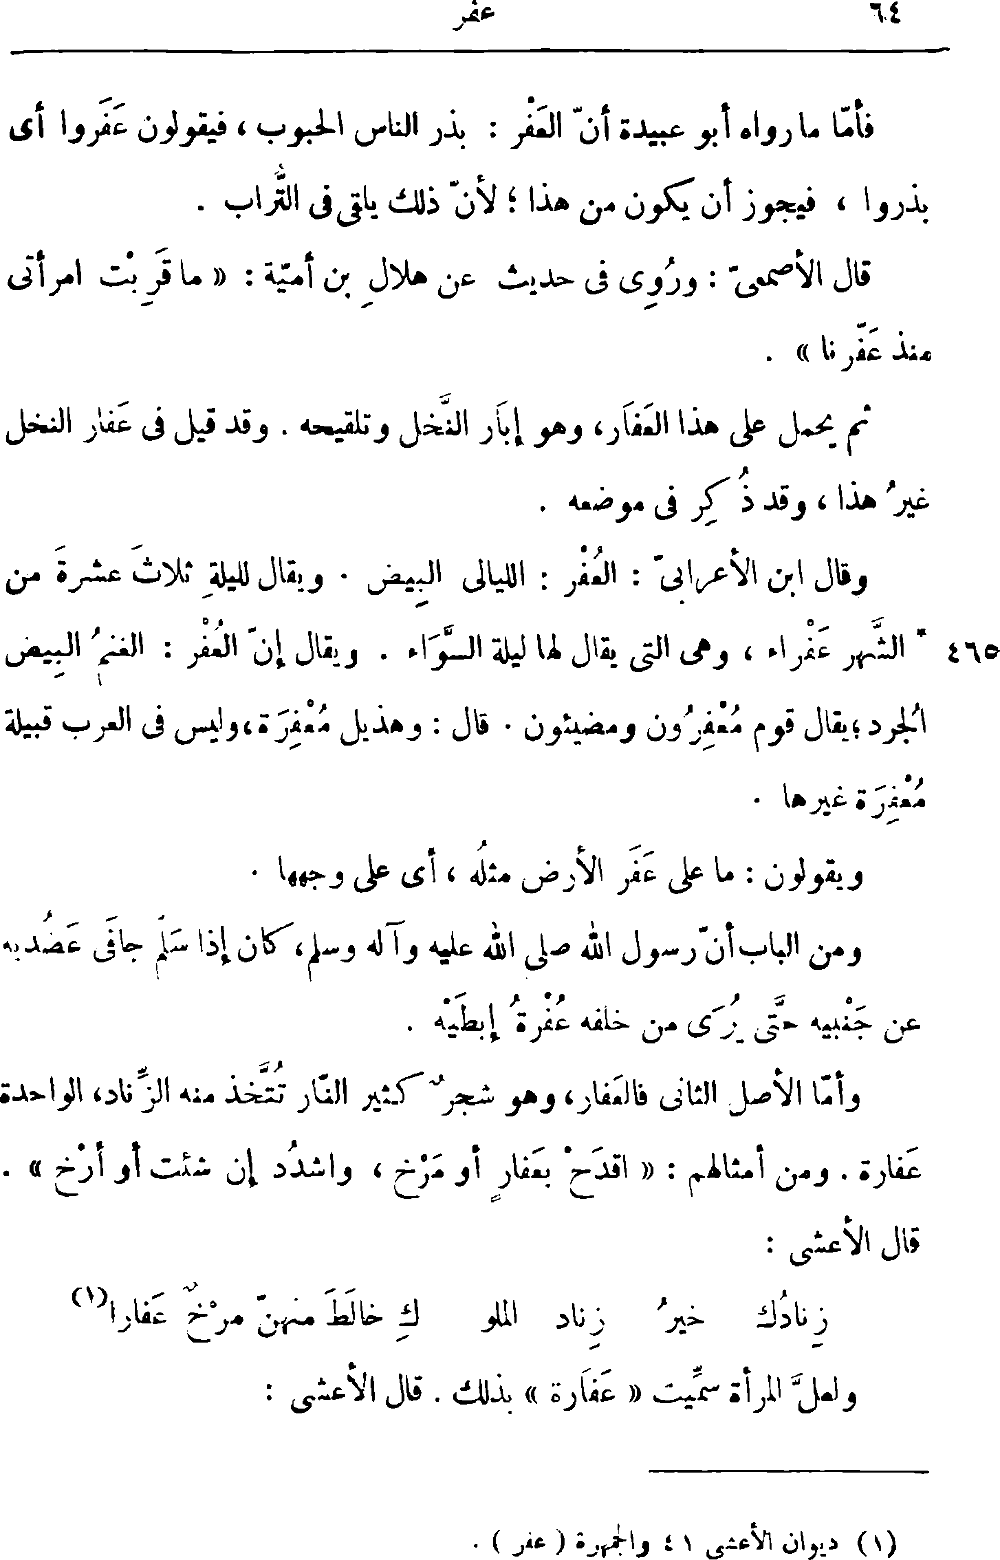 ٦٤ عفر
فأمّا ما رواه أبو عبيدة أنّ العَفْر : بذر الناس الحبوب ، فيقولون عَفَروا أى
بذروا ، فيجوز أن يكون من هذا ؛ لأنّ ذلك يلقى فى التُّراب .
قال الأصمعىّ : ورُوِى فى حديث عن هلالِ بن أميّة : « ما قَرِبْت امرأتى
منذ عَفّرنا » .
ثم يحمل على هذا العَفاَر ، وهو إبَار النَّخل وتلقيحه . وقد قيل فى عَفار النخل
غيرُ هذا ، وقد ذُكِر فى موضعه .
وقال ابن الأعرابىّ : العُفْر : الليالى البِيض . ويقال لليلةِ ثلاثَ عشرةَ من
٤٦٥ * الشَّهر عَفْراء ، وهى التى يقال لها ليلة السَّوَاء . ويقال إنّ العُفْر : الغنمُ البِيض
الجُرد ؛ يقال قوم مُعْفِرُون ومضيئون . قال : وهذيل مُعْفِرَة ، وليس فى العرب قبيلة
مُعْفِرَة غيرها .
ويقولون : ما على عَفَر الأرض مثلُه ، أى على وجهها .
ومن الباب أنّ رسول الله صلى الله عليه وآله وسلم ، كان إذا سَلّم جافَى عَضُديه
عن جَنْبيه حتَّى يُرَى من خلفه عُفْرةُ إبطَيْه .
وأمّا الأصل الثانى فالعَفار ، وهو شجرٌ كثير النّار تُتَّخذ منه الزِّناد ، الواحدة
عَفارة . ومن أمثالهم : « اقدَحْ بعَفارٍ أو مَرْخ ، واشدُد إن شئت أو أَرْخ » .
قال الأعشى :
زِنادُك خيرُ زِناد الملو كِ خالَطَ منهنّ مرْخٌ عَفارا(١)
ولعلَّ المرأة سمِّيت « عَفاَرة » بذلك . قال الأعشى :
(١) ديوان الأعشى ٤١ والجمهرة ( عفر ) .